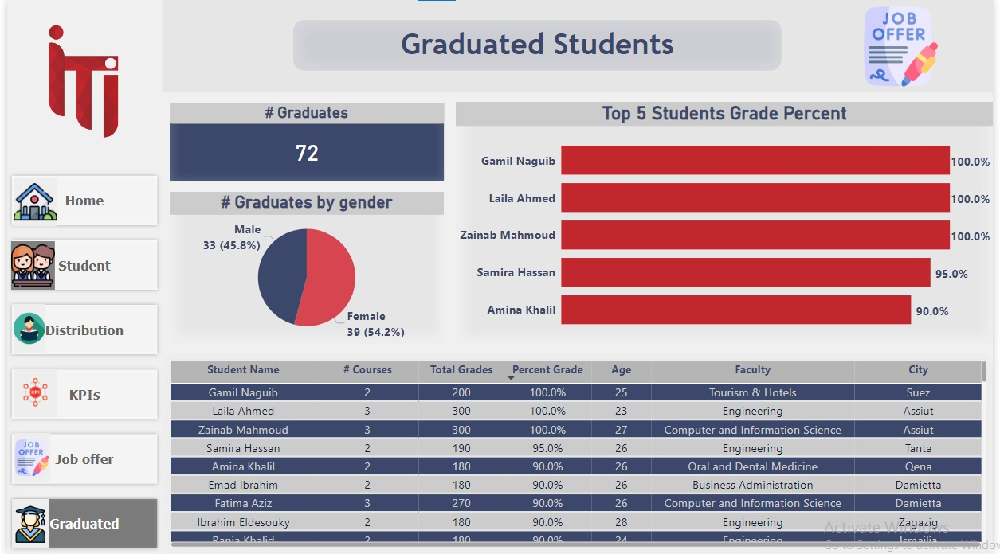 Graduated Students
JOB
OFFER
iTi
Home
Student
Distribution
KPI
KPIs
JOB
OFFER
Job offer
Graduated
# Graduates
72
# Graduates by gender
Male
33 (45.8%)
Female
39 (54.2%)
Top 5 Students Grade Percent
Gamil Naguib 100.0%
Laila Ahmed 100.0%
Zainab Mahmoud 100.0%
Samira Hassan 95.0%
Amina Khalil 90.0%
Student Name # Courses Total Grades Percent Grade Age Faculty City
Gamil Naguib 2 200 100.0% 25 Tourism & Hotels Suez
Laila Ahmed 3 300 100.0% 23 Engineering Assiut
Zainab Mahmoud 3 300 100.0% 27 Computer and Information Science Assiut
Samira Hassan 2 190 95.0% 26 Engineering Tanta
Amina Khalil 2 180 90.0% 26 Oral and Dental Medicine Qena
Emad Ibrahim 2 180 90.0% 26 Business Administration Damietta
Fatima Aziz 3 270 90.0% 26 Computer and Information Science Damietta
Ibrahim Eldesouky 2 180 90.0% 28 Engineering Zagazig
Rania Khalid 2 180 90.0% 24 Engineering Ismailia
Activate Windows
Go to Settings to activate Window